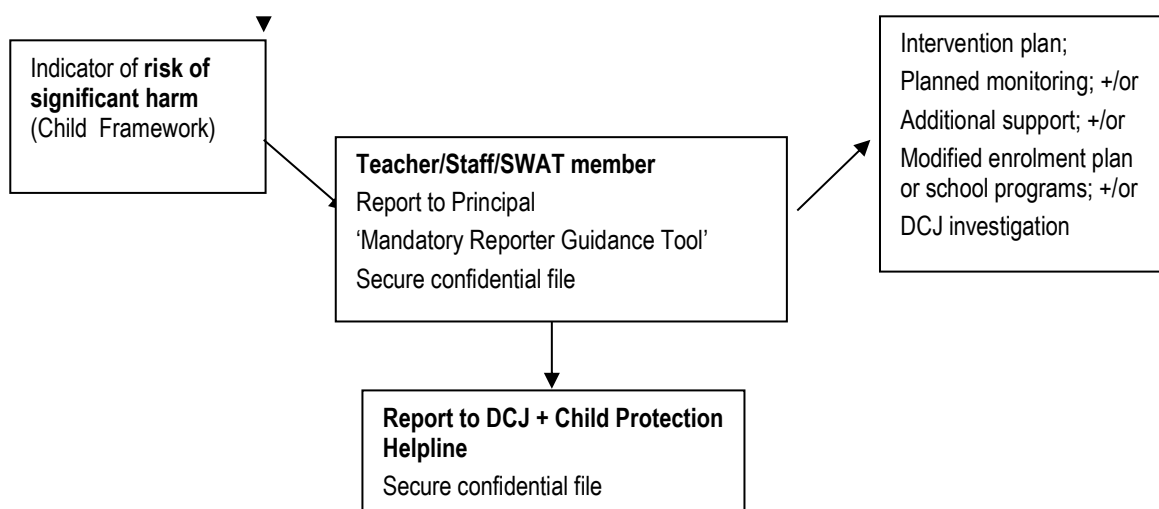 Indicator of risk of
significant harm
(Child Framework)
Teacher/Staff/SWAT member
Report to Principal
‘Mandatory Reporter Guidance Tool’
Secure confidential file
Intervention plan;
Planned monitoring; +/or
Additional support; +/or
Modified enrolment plan
or school programs; +/or
DCJ investigation
Report to DCJ + Child Protection
Helpline
Secure confidential file